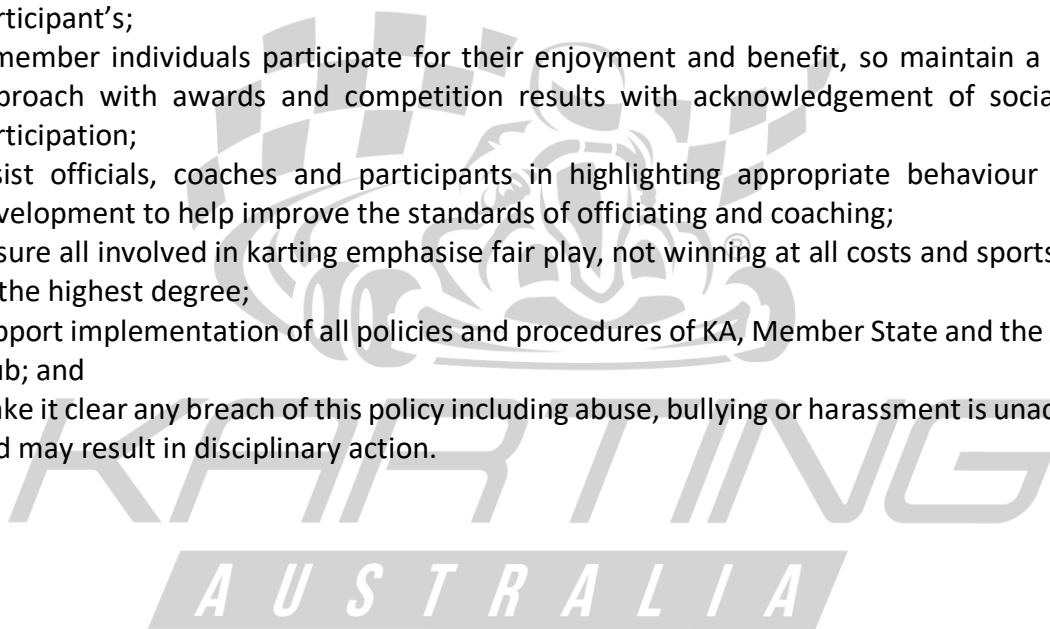 rticipant's;
member individuals participate for their enjoyment and benefit, so maintain a
proach with awards and competition results with acknowledgement of socia
rticipation;
sist officials, coaches and participants in highlighting appropriate behaviour
velopment to help improve the standards of officiating and coaching;
sure all involved in karting emphasise fair play, not winning at all costs and sports
the highest degree;
pport implementation of all policies and procedures of KA, Member State and the
ub; and
ake it clear any breach of this policy including abuse, bullying or harassment is unac
d may result in disciplinary action.
KARTING
AUSTRALIA